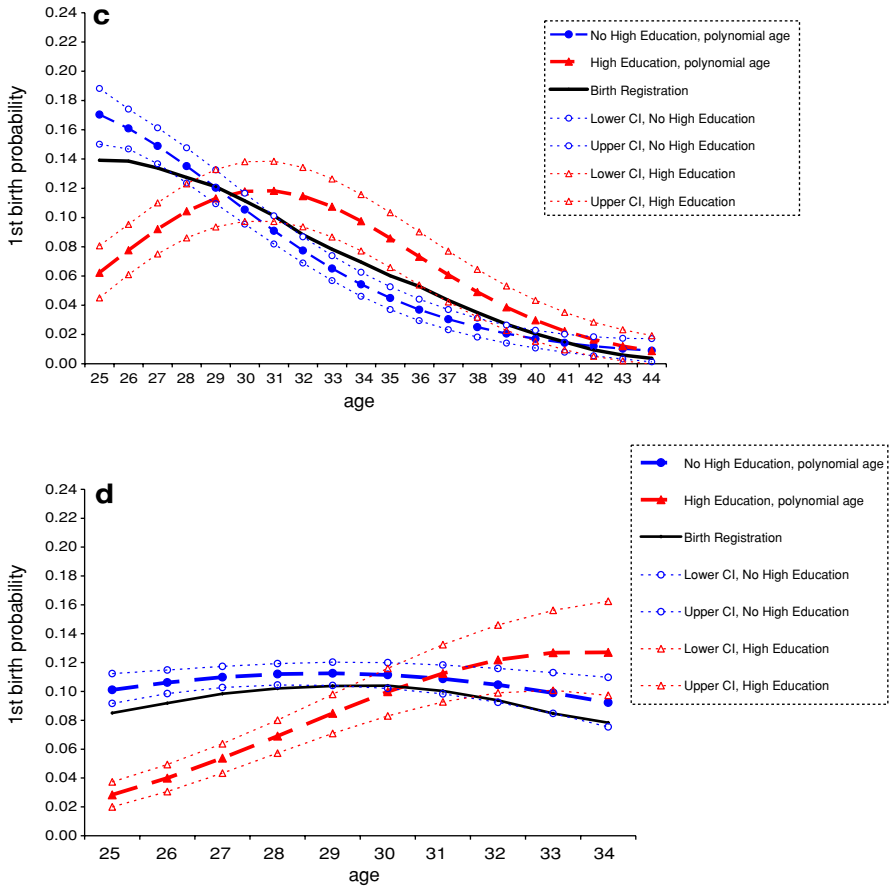 c
0.24
0.22
0.20
0.18
0.16
0.14
0.12
0.10
0.08
0.06
0.04
0.02
0.00
1st birth probability
25 26 27 28 29 30 31 32 33 34 35 36 37 38 39 40 41 42 43 44
age
No High Education, polynomial age
High Education, polynomial age
Birth Registration
Lower CI, No High Education
Upper CI, No High Education
Lower CI, High Education
Upper CI, High Education
d
0.24
0.22
0.20
0.18
0.16
0.14
0.12
0.10
0.08
0.06
0.04
0.02
0.00
1st birth probability
25 26 27 28 29 30 31 32 33 34
age
No High Education, polynomial age
High Education, polynomial age
Birth Registration
Lower CI, No High Education
Upper CI, No High Education
Lower CI, High Education
Upper CI, High Education